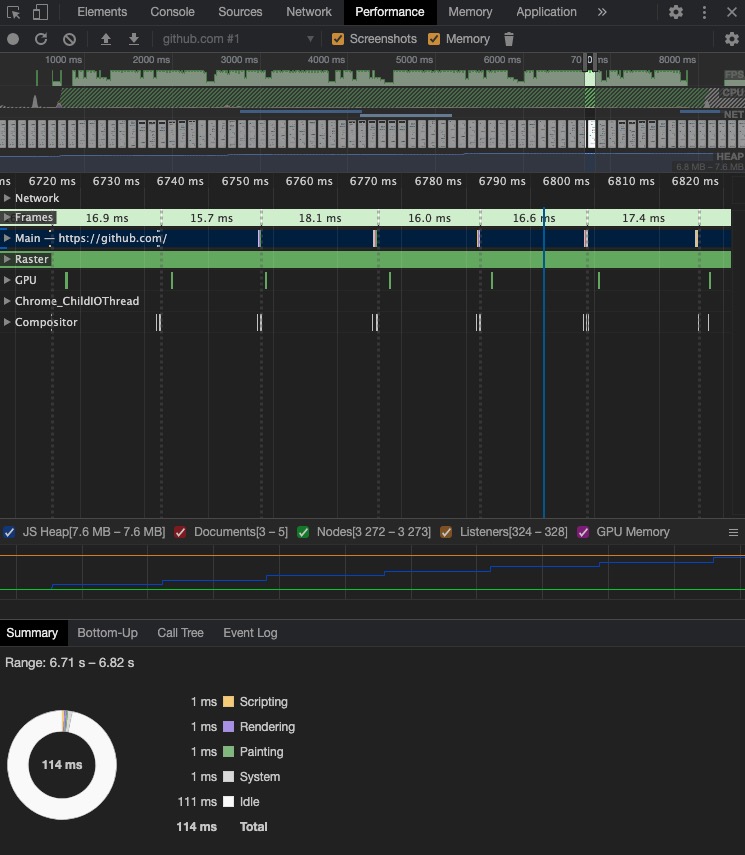 Elements Console Sources Network Performance Memory Application »
github.com #1 Screenshots Memory
1000 ms 2000 ms 3000 ms 4000 ms 5000 ms 6000 ms 8000 ms
FPS
CPU
NET
HEAP
6.8 MB – 7.6 MB
ms 6720 ms 6730 ms 6740 ms 6750 ms 6760 ms 6770 ms 6780 ms 6790 ms 6800 ms 6810 ms 6820 ms
Network
Frames 16.9 ms 15.7 ms 18.1 ms 16.0 ms 16.6 ms 17.4 ms
Main — https://github.com/
Raster
GPU
Chrome_ChildIOThread
Compositor
JS Heap[7.6 MB – 7.6 MB] Documents[3 – 5] Nodes[3 272 – 3 273] Listeners[324 – 328] GPU Memory
Summary Bottom-Up Call Tree Event Log
Range: 6.71 s – 6.82 s
114 ms
1 ms Scripting
1 ms Rendering
1 ms Painting
1 ms System
111 ms Idle
114 ms Total